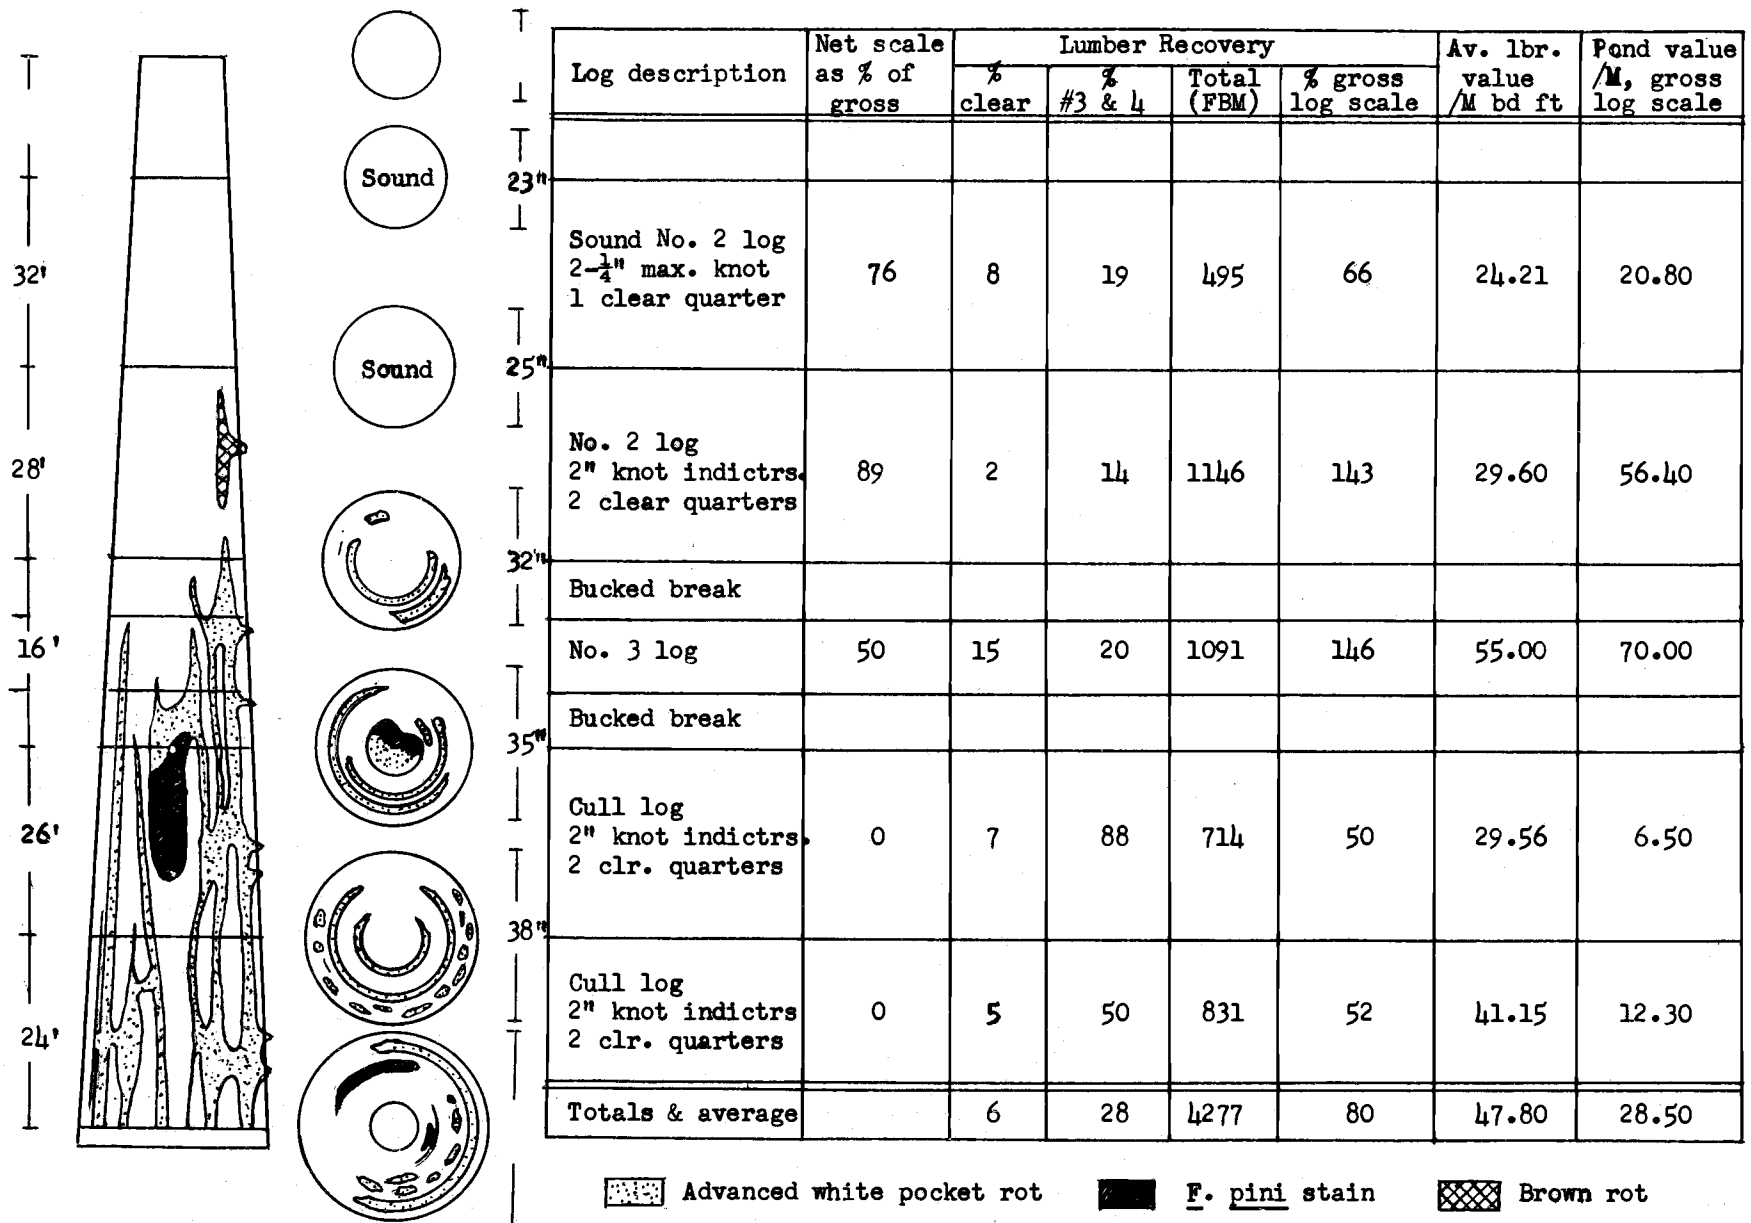 Log description
Net scale
as % of
gross
Lumber Recovery
%
clear
%
#3 & 4
Total
(FBM)
% gross
log scale
Av. lbr.
value
/M bd ft
Pond value
/M, gross
log scale
Sound
23"
32'
Sound No. 2 log
2-1/4" max. knot
1 clear quarter
76 8 19 495 66 24.21 20.80
Sound
25"
28'
No. 2 log
2" knot indictrs.
2 clear quarters
89 2 14 1146 143 29.60 56.40
32"
Bucked break
16'
No. 3 log 50 15 20 1091 146 55.00 70.00
Bucked break
35"
26'
Cull log
2" knot indictrs.
2 clr. quarters
0 7 88 714 50 29.56 6.50
38"
24'
Cull log
2" knot indictrs
2 clr. quarters
0 5 50 831 52 41.15 12.30
Totals & average 6 28 4277 80 47.80 28.50
Advanced white pocket rot F. pini stain Brown rot